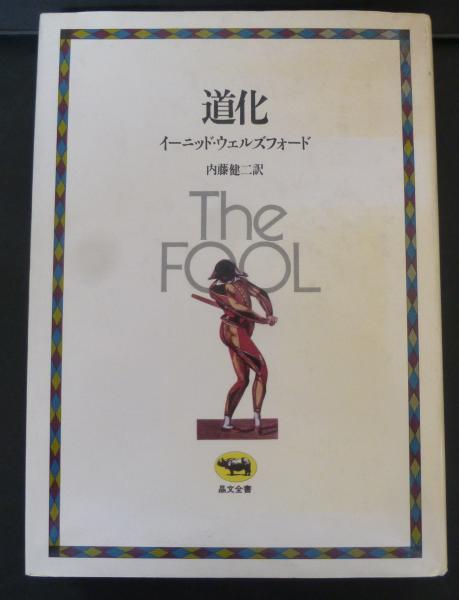 道化
イーニッド・ウェルズフォード
内藤健二訳
The
FOOL
晶文全書